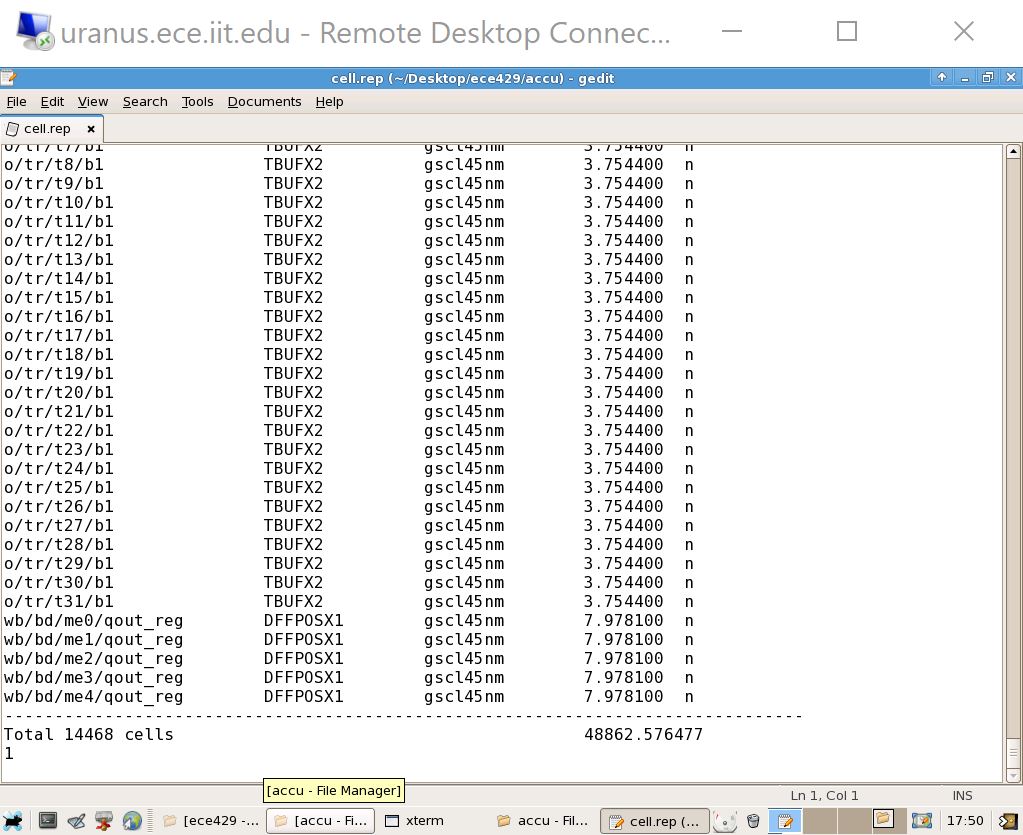 uranus.ece.iit.edu - Remote Desktop Connec...
cell.rep (~/Desktop/ece429/accu) - gedit
File Edit View Search Tools Documents Help
cell.rep
o/tr/t7/b1 TBUFX2 gscl45nm 3.754400 n
o/tr/t8/b1 TBUFX2 gscl45nm 3.754400 n
o/tr/t9/b1 TBUFX2 gscl45nm 3.754400 n
o/tr/t10/b1 TBUFX2 gscl45nm 3.754400 n
o/tr/t11/b1 TBUFX2 gscl45nm 3.754400 n
o/tr/t12/b1 TBUFX2 gscl45nm 3.754400 n
o/tr/t13/b1 TBUFX2 gscl45nm 3.754400 n
o/tr/t14/b1 TBUFX2 gscl45nm 3.754400 n
o/tr/t15/b1 TBUFX2 gscl45nm 3.754400 n
o/tr/t16/b1 TBUFX2 gscl45nm 3.754400 n
o/tr/t17/b1 TBUFX2 gscl45nm 3.754400 n
o/tr/t18/b1 TBUFX2 gscl45nm 3.754400 n
o/tr/t19/b1 TBUFX2 gscl45nm 3.754400 n
o/tr/t20/b1 TBUFX2 gscl45nm 3.754400 n
o/tr/t21/b1 TBUFX2 gscl45nm 3.754400 n
o/tr/t22/b1 TBUFX2 gscl45nm 3.754400 n
o/tr/t23/b1 TBUFX2 gscl45nm 3.754400 n
o/tr/t24/b1 TBUFX2 gscl45nm 3.754400 n
o/tr/t25/b1 TBUFX2 gscl45nm 3.754400 n
o/tr/t26/b1 TBUFX2 gscl45nm 3.754400 n
o/tr/t27/b1 TBUFX2 gscl45nm 3.754400 n
o/tr/t28/b1 TBUFX2 gscl45nm 3.754400 n
o/tr/t29/b1 TBUFX2 gscl45nm 3.754400 n
o/tr/t30/b1 TBUFX2 gscl45nm 3.754400 n
o/tr/t31/b1 TBUFX2 gscl45nm 3.754400 n
wb/bd/me0/qout_reg DFFPOSX1 gscl45nm 7.978100 n
wb/bd/me1/qout_reg DFFPOSX1 gscl45nm 7.978100 n
wb/bd/me2/qout_reg DFFPOSX1 gscl45nm 7.978100 n
wb/bd/me3/qout_reg DFFPOSX1 gscl45nm 7.978100 n
wb/bd/me4/qout_reg DFFPOSX1 gscl45nm 7.978100 n
--------------------------------------------------------------------------------
Total 14468 cells 48862.576477
1
[accu - File Manager]
Ln 1, Col 1 INS
[ece429 -... [accu - Fi... xterm accu - Fil... cell.rep (... 17:50